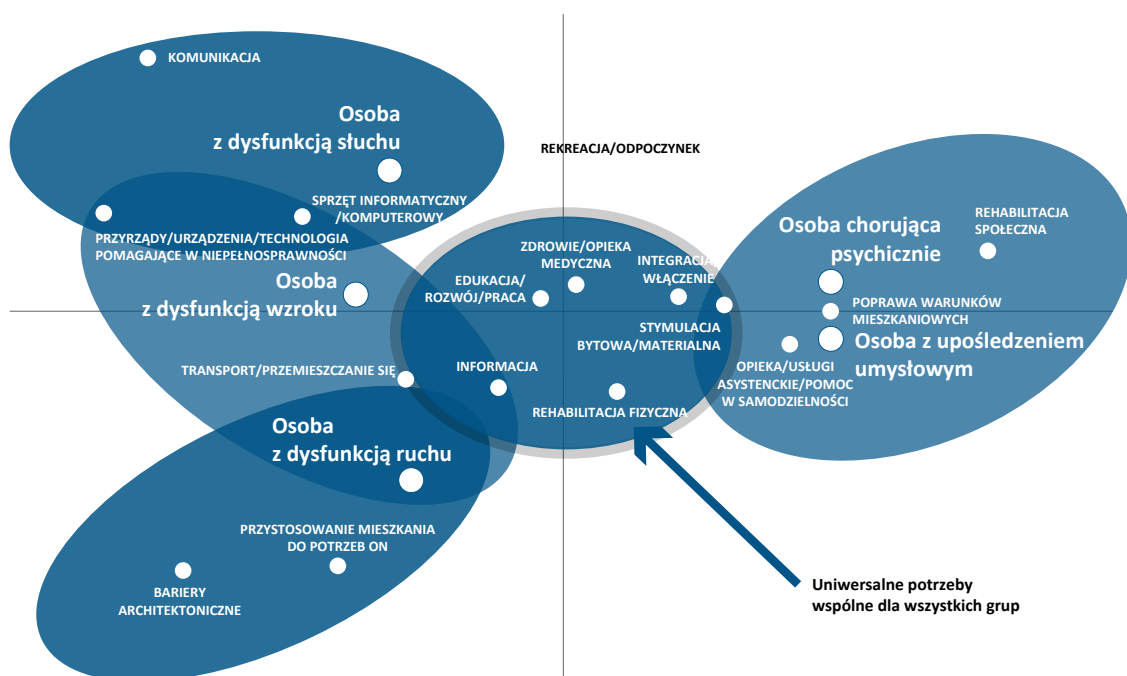 KOMUNIKACJA
Osoba
z dysfunkcją słuchu
SPRZĘT INFORMATYCZNY
/KOMPUTEROWY
PRZYRZĄDY/URZĄDZENIA/TECHNOLOGIA
POMAGAJĄCE W NIEPEŁNOSPRAWNOŚCI
Osoba
z dysfunkcją wzroku
TRANSPORT/PRZEMIESZCZANIE SIĘ
Osoba
z dysfunkcją ruchu
PRZYSTOSOWANIE MIESZKANIA
DO POTRZEB ON
BARIERY
ARCHITEKTONICZNE
REKREACJA/ODPOCZYNEK
ZDROWIE/OPIEKA
MEDYCZNA
EDUKACJA/
ROZWÓJ/PRACA
INTEGRACJA/
WŁĄCZENIE
STYMULACJA
BYTOWA/MATERIALNA
INFORMACJA
REHABILITACJA FIZYCZNA
Osoba chorująca
psychicznie
REHABILITACJA
SPOŁECZNA
POPRAWA WARUNKÓW
MIESZKANIOWYCH
Osoba z upośledzeniem
umysłowym
OPIEKA/USŁUGI
ASYSTENCKIE/POMOC
W SAMODZIELNOŚCI
Uniwersalne potrzeby
wspólne dla wszystkich grup